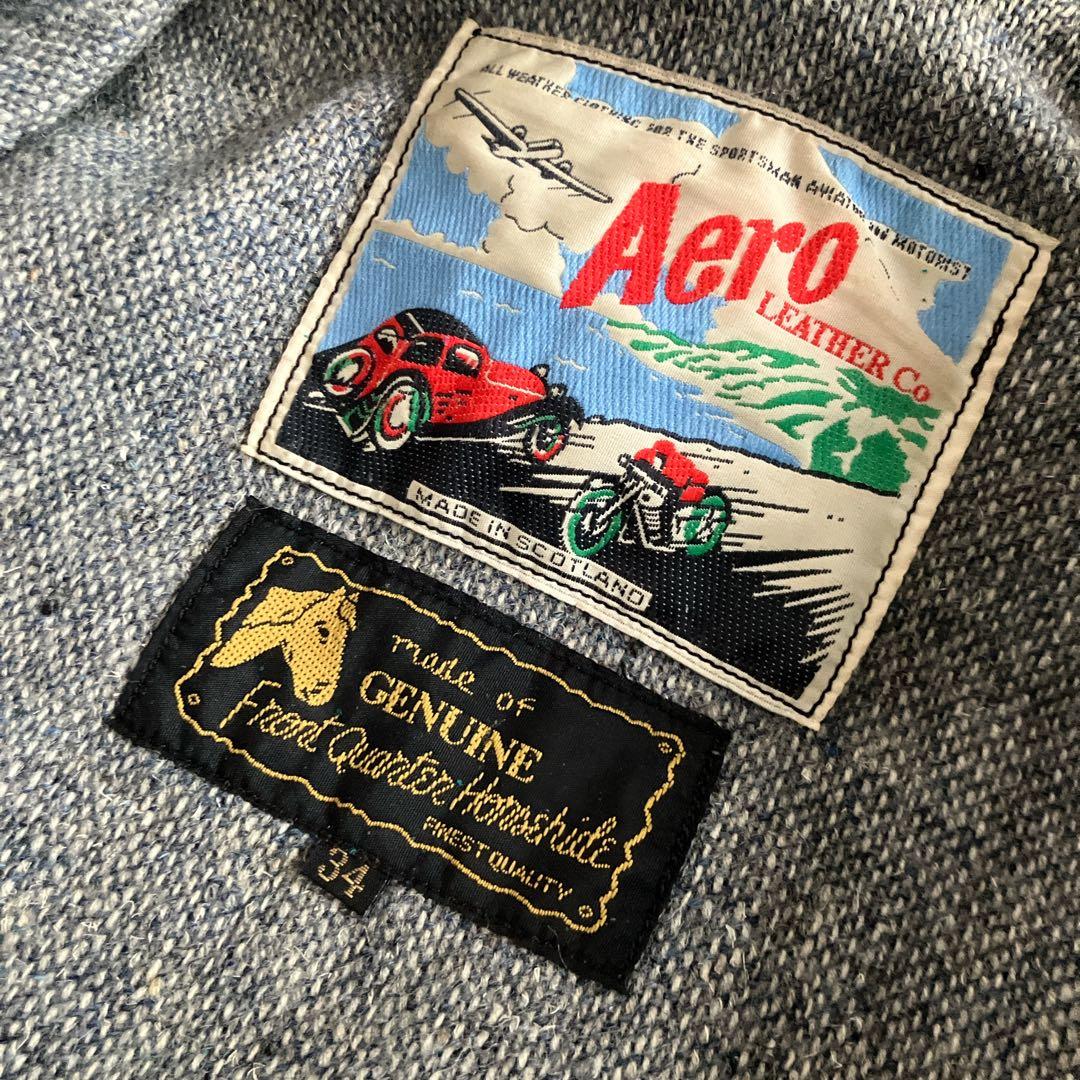 ALL WEATHER CLOTHING FOR THE SPORTSMAN AVIATOR MOTORIST
Aero
LEATHER Co
MADE IN SCOTLAND
made of
GENUINE
Front Quarter Horsehide
FINEST QUALITY
34